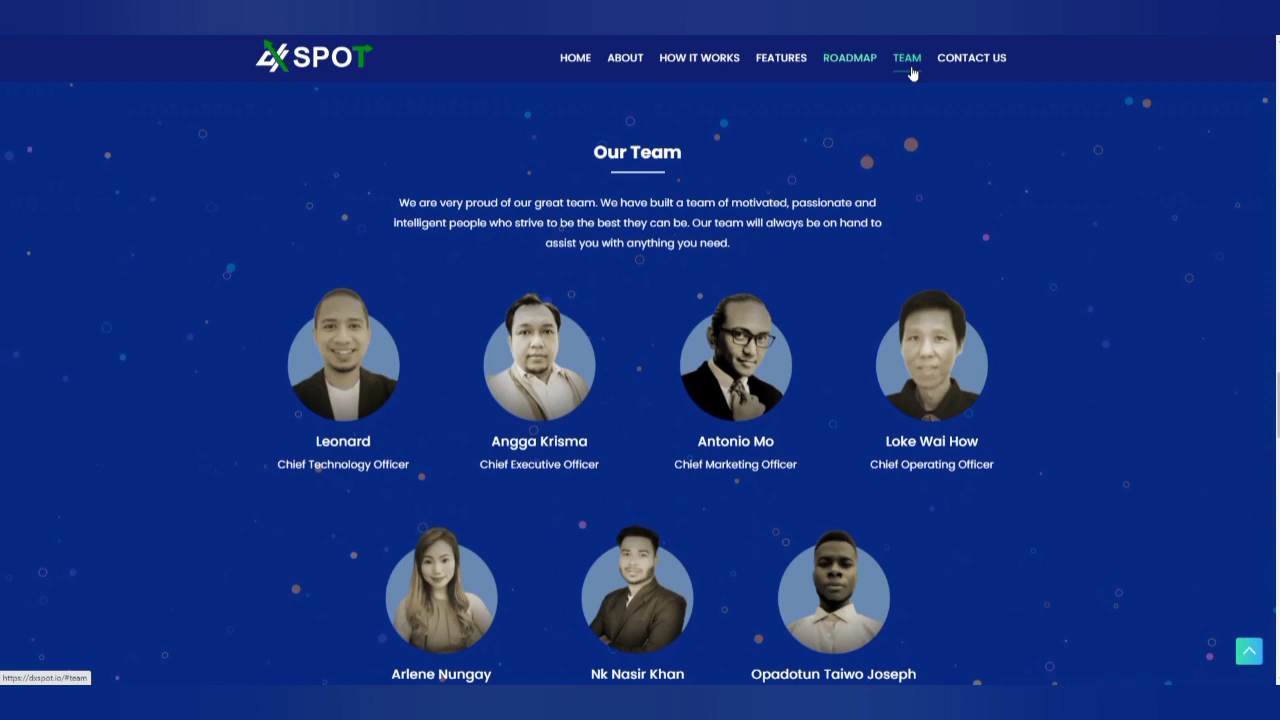 DXSPOT
HOME ABOUT HOW IT WORKS FEATURES ROADMAP TEAM CONTACT US
Our Team
We are very proud of our great team. We have built a team of motivated, passionate and
intelligent people who strive to be the best they can be. Our team will always be on hand to
assist you with anything you need.
Leonard Angga Krisma Antonio Mo Loke Wai How
Chief Technology Officer Chief Executive Officer Chief Marketing Officer Chief Operating Officer
Arlene Nungay Nk Nasir Khan Opadotun Taiwo Joseph
https://dxspot.io/#team